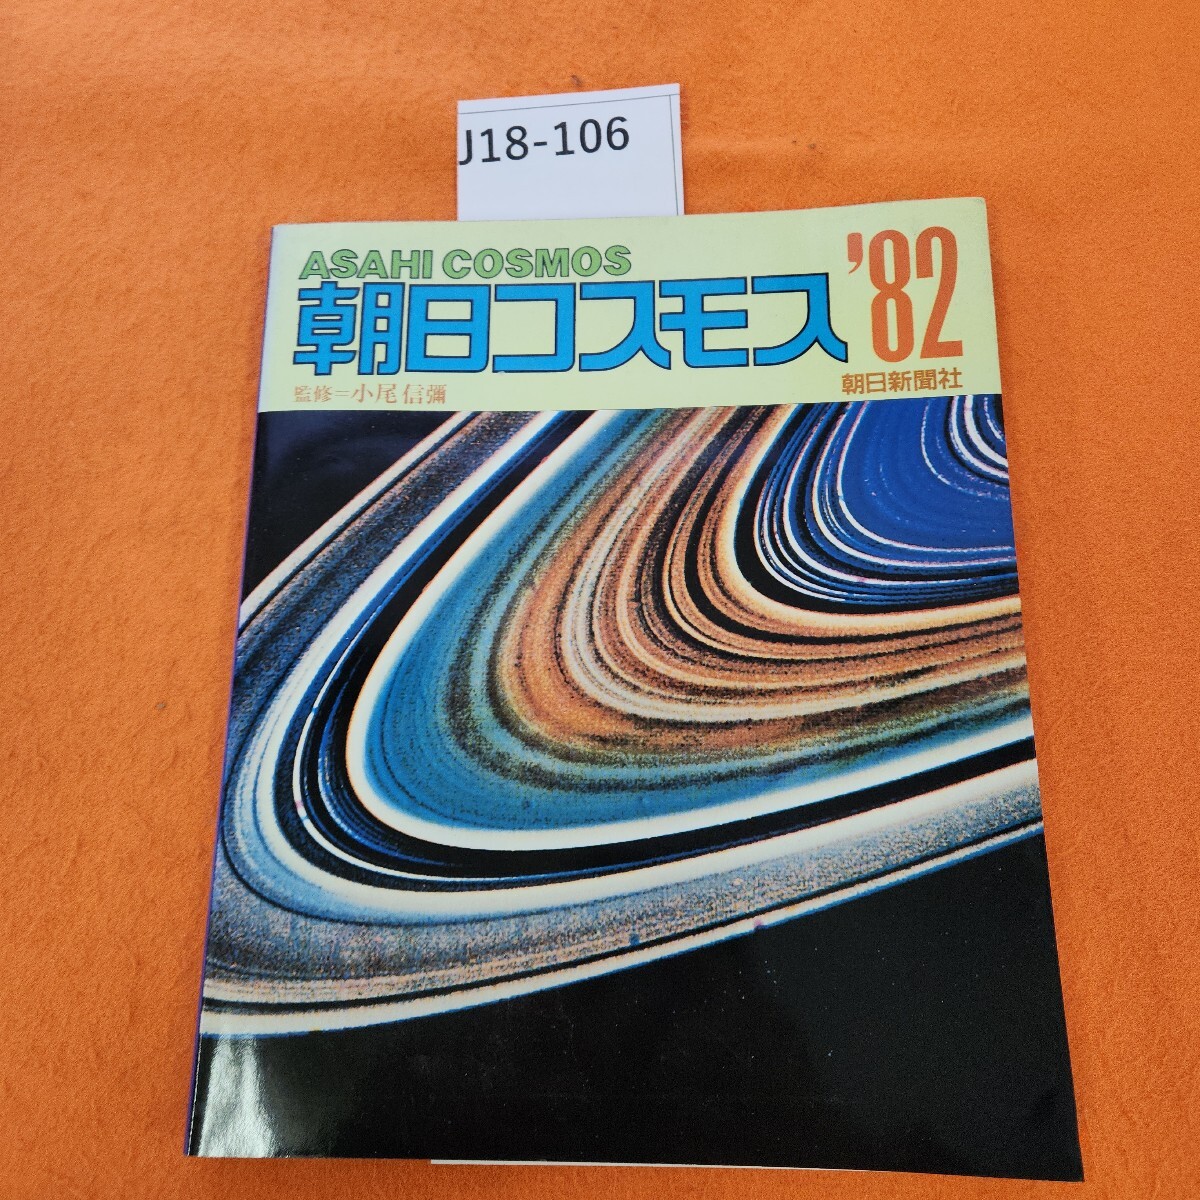 J18-106
ASAHI COSMOS
朝日コスモス '82
監修=小尾信彌
朝日新聞社